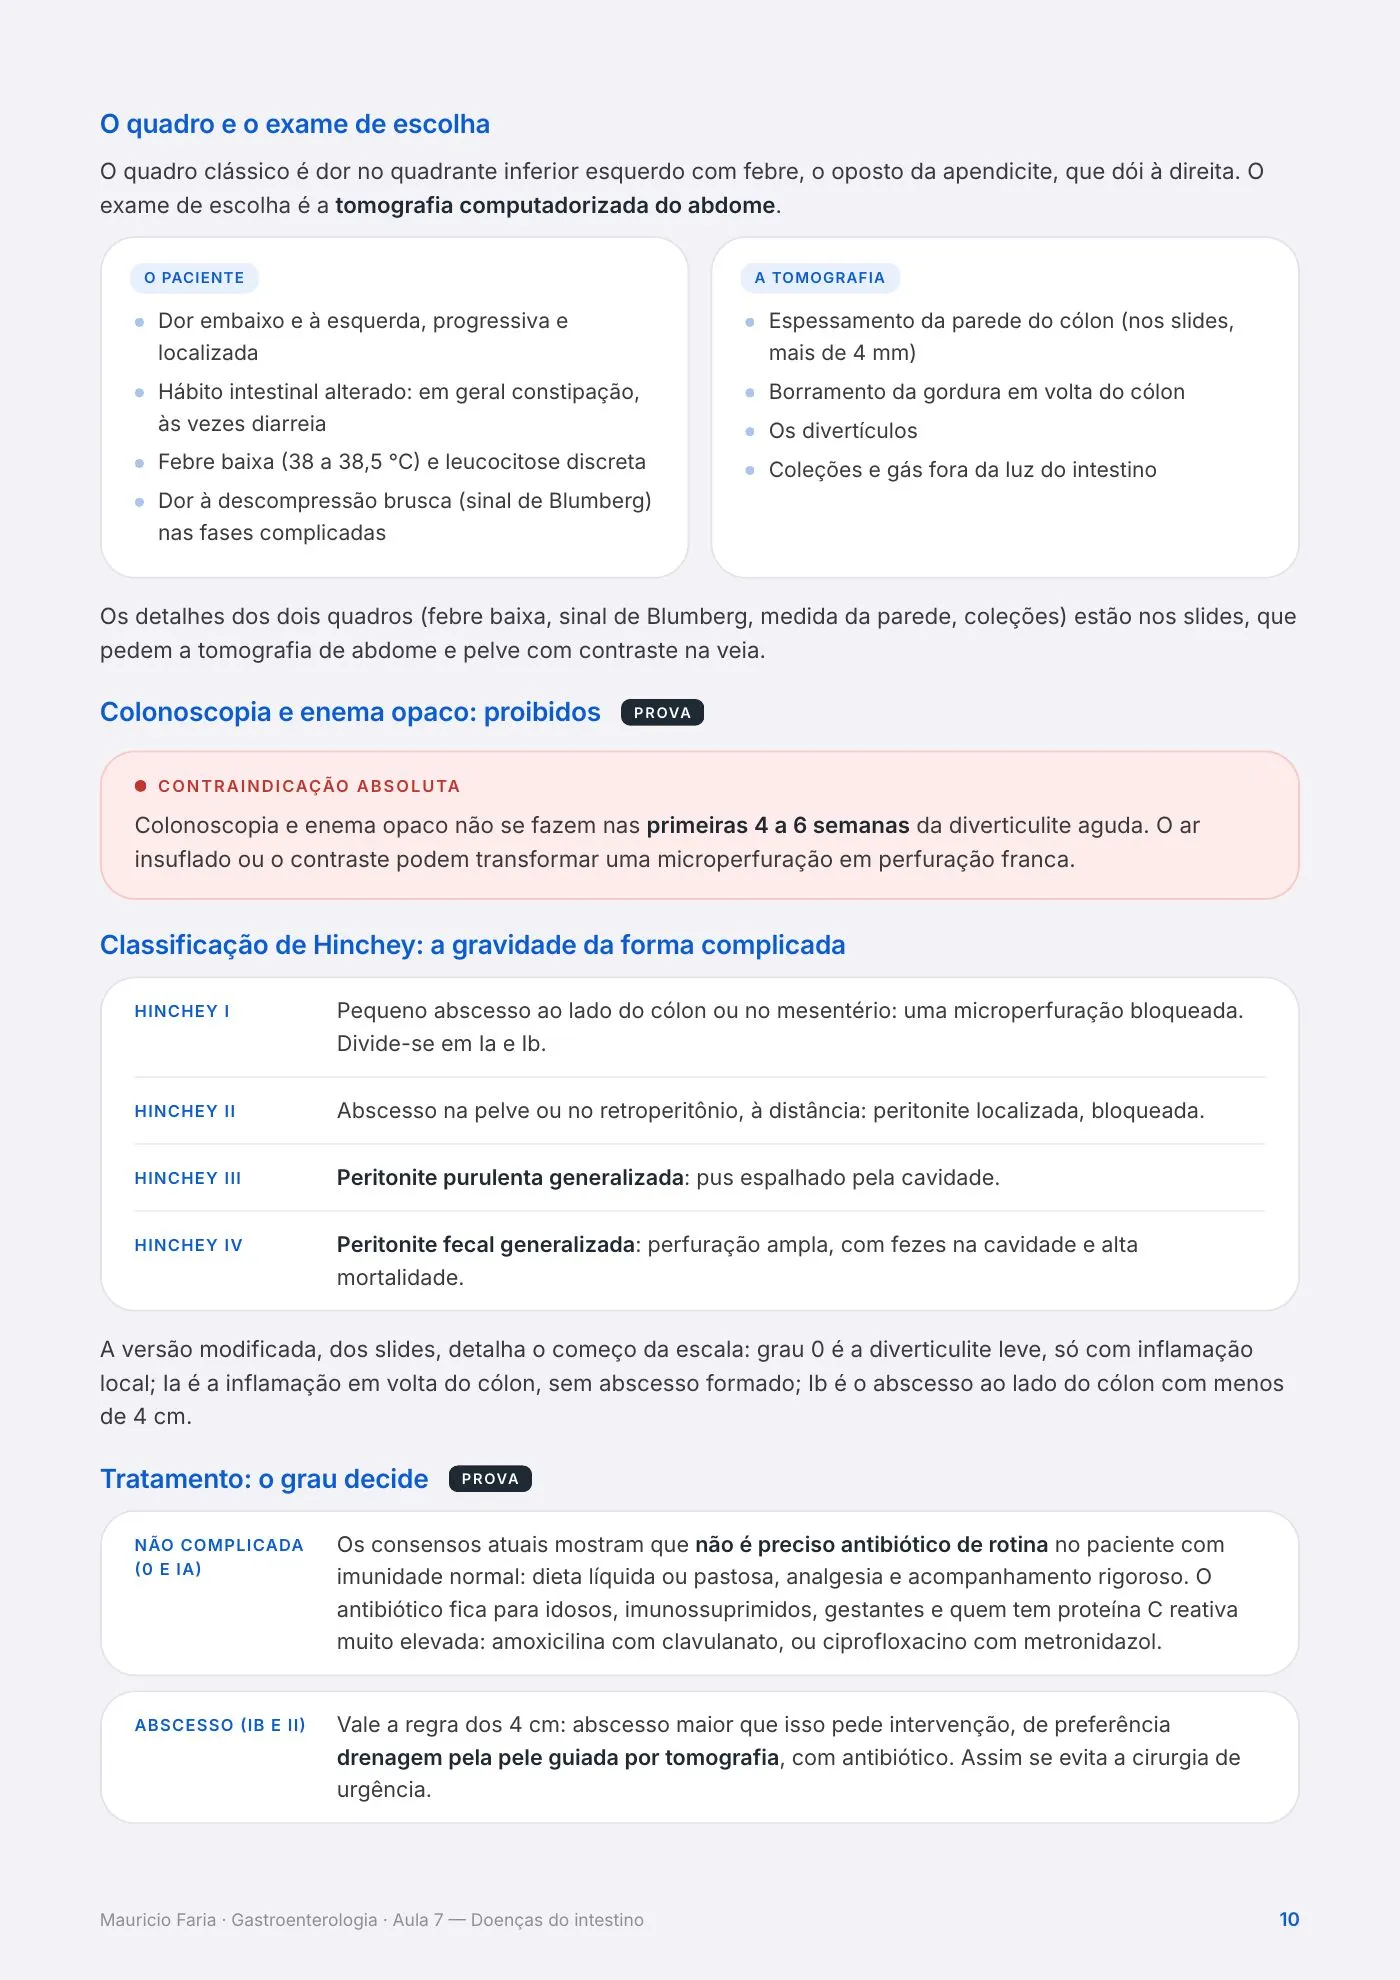 O quadro e o exame de escolha
O quadro clássico é dor no quadrante inferior esquerdo com febre, o oposto da apendicite, que dói à direita. O
exame de escolha é a tomografia computadorizada do abdome.
O PACIENTE
Dor embaixo e à esquerda, progressiva e
localizada
Hábito intestinal alterado: em geral constipação,
às vezes diarreia
Febre baixa (38 a 38,5 °C) e leucocitose discreta
Dor à descompressão brusca (sinal de Blumberg)
nas fases complicadas
A TOMOGRAFIA
Espessamento da parede do cólon (nos slides,
mais de 4 mm)
Borramento da gordura em volta do cólon
Os divertículos
Coleções e gás fora da luz do intestino
Os detalhes dos dois quadros (febre baixa, sinal de Blumberg, medida da parede, coleções) estão nos slides, que
pedem a tomografia de abdome e pelve com contraste na veia.
Colonoscopia e enema opaco: proibidos PROVA
CONTRAINDICAÇÃO ABSOLUTA
Colonoscopia e enema opaco não se fazem nas primeiras 4 a 6 semanas da diverticulite aguda. O ar
insuflado ou o contraste podem transformar uma microperfuração em perfuração franca.
Classificação de Hinchey: a gravidade da forma complicada
HINCHEY I Pequeno abscesso ao lado do cólon ou no mesentério: uma microperfuração bloqueada.
Divide-se em Ia e Ib.
HINCHEY II Abscesso na pelve ou no retroperitônio, à distância: peritonite localizada, bloqueada.
HINCHEY III Peritonite purulenta generalizada: pus espalhado pela cavidade.
HINCHEY IV Peritonite fecal generalizada: perfuração ampla, com fezes na cavidade e alta
mortalidade.
A versão modificada, dos slides, detalha o começo da escala: grau 0 é a diverticulite leve, só com inflamação
local; Ia é a inflamação em volta do cólon, sem abscesso formado; Ib é o abscesso ao lado do cólon com menos
de 4 cm.
Tratamento: o grau decide PROVA
NÃO COMPLICADA
(0 E IA)
Os consensos atuais mostram que não é preciso antibiótico de rotina no paciente com
imunidade normal: dieta líquida ou pastosa, analgesia e acompanhamento rigoroso. O
antibiótico fica para idosos, imunossuprimidos, gestantes e quem tem proteína C reativa
muito elevada: amoxicilina com clavulanato, ou ciprofloxacino com metronidazol.
ABSCESSO (IB E II) Vale a regra dos 4 cm: abscesso maior que isso pede intervenção, de preferência
drenagem pela pele guiada por tomografia, com antibiótico. Assim se evita a cirurgia de
urgência.
Mauricio Faria · Gastroenterologia · Aula 7 — Doenças do intestino 10